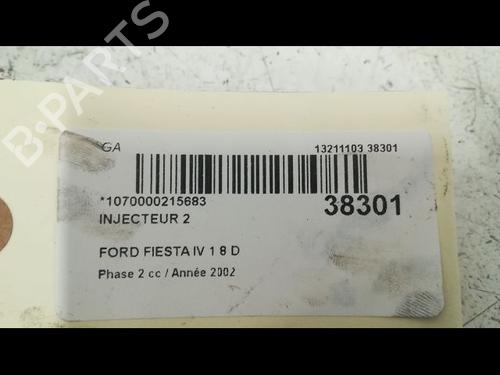 B-PARTS
GA
13211103 38301
*1070000215683
38301
INJECTEUR 2
FORD FIESTA IV 1 8 D
Phase 2 cc / Année 2002